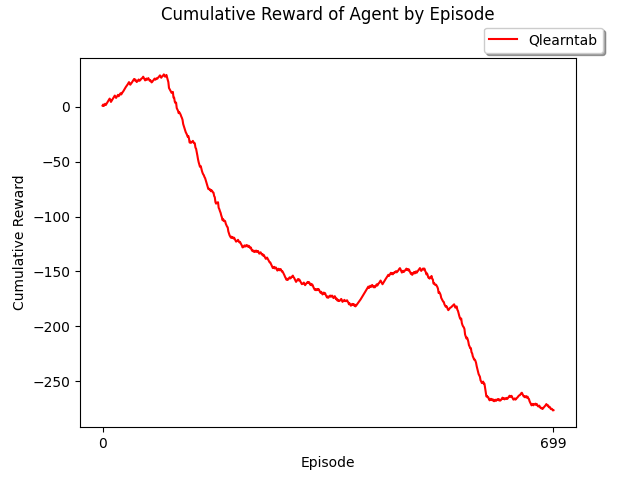 Cumulative Reward of Agent by Episode
Qlearntab
0
−50
−100
−150
−200
−250
Cumulative Reward
0
699
Episode